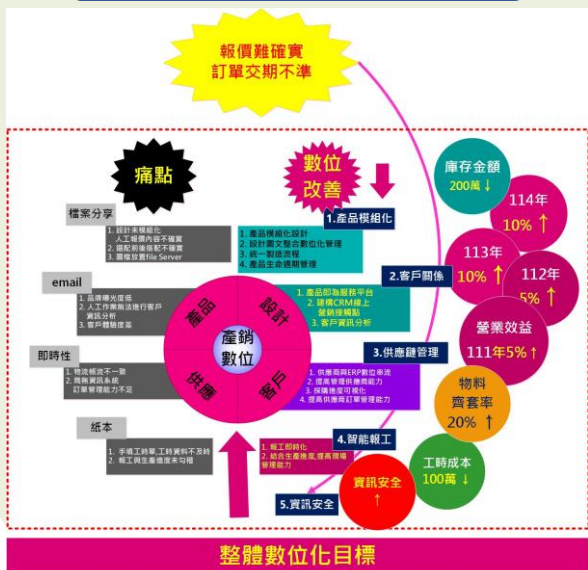 報價難確實
訂單交期不準
痛點
數位
改善
檔案分享
1. 設計未模組化
人工報價內容不確實
2. 選配前後搭配不確實
3. 圖檔放置file Server
email
1. 品牌曝光度低
2. 人工作業無法進行客戶
資訊分析
3. 客戶體驗度差
即時性
1. 物流帳流不一致
2. 商務資訊系統
訂單管理能力不足
紙本
1. 手填工時單,工時資料不及時
2. 報工與生產進度未勾稽
產品
設計
產銷
數位
供應
客戶
1.產品模組化
1. 產品模組化設計
2. 設計圖文整合數位化管理
3. 統一製造流程
4. 產品生命週期管理
2.客戶關係
1. 產品即為服務平台
2. 建構CRM線上
營銷接觸點
3. 客戶資訊分析
3.供應鏈管理
1. 供應商與ERP數位串流
2. 提高管理供應商能力
3. 採購進度可視化
4. 提高供應商訂單管理能力
4.智能報工
1. 報工即時化
2. 結合生產進度,提高現場
管理能力
5.資訊安全
庫存金額
200萬 ↓
114年
10% ↑
113年
10% ↑
112年
5% ↑
營業效益
111年5% ↑
物料
齊套率
20% ↑
工時成本
100萬 ↓
資訊安全
↑
整體數位化目標